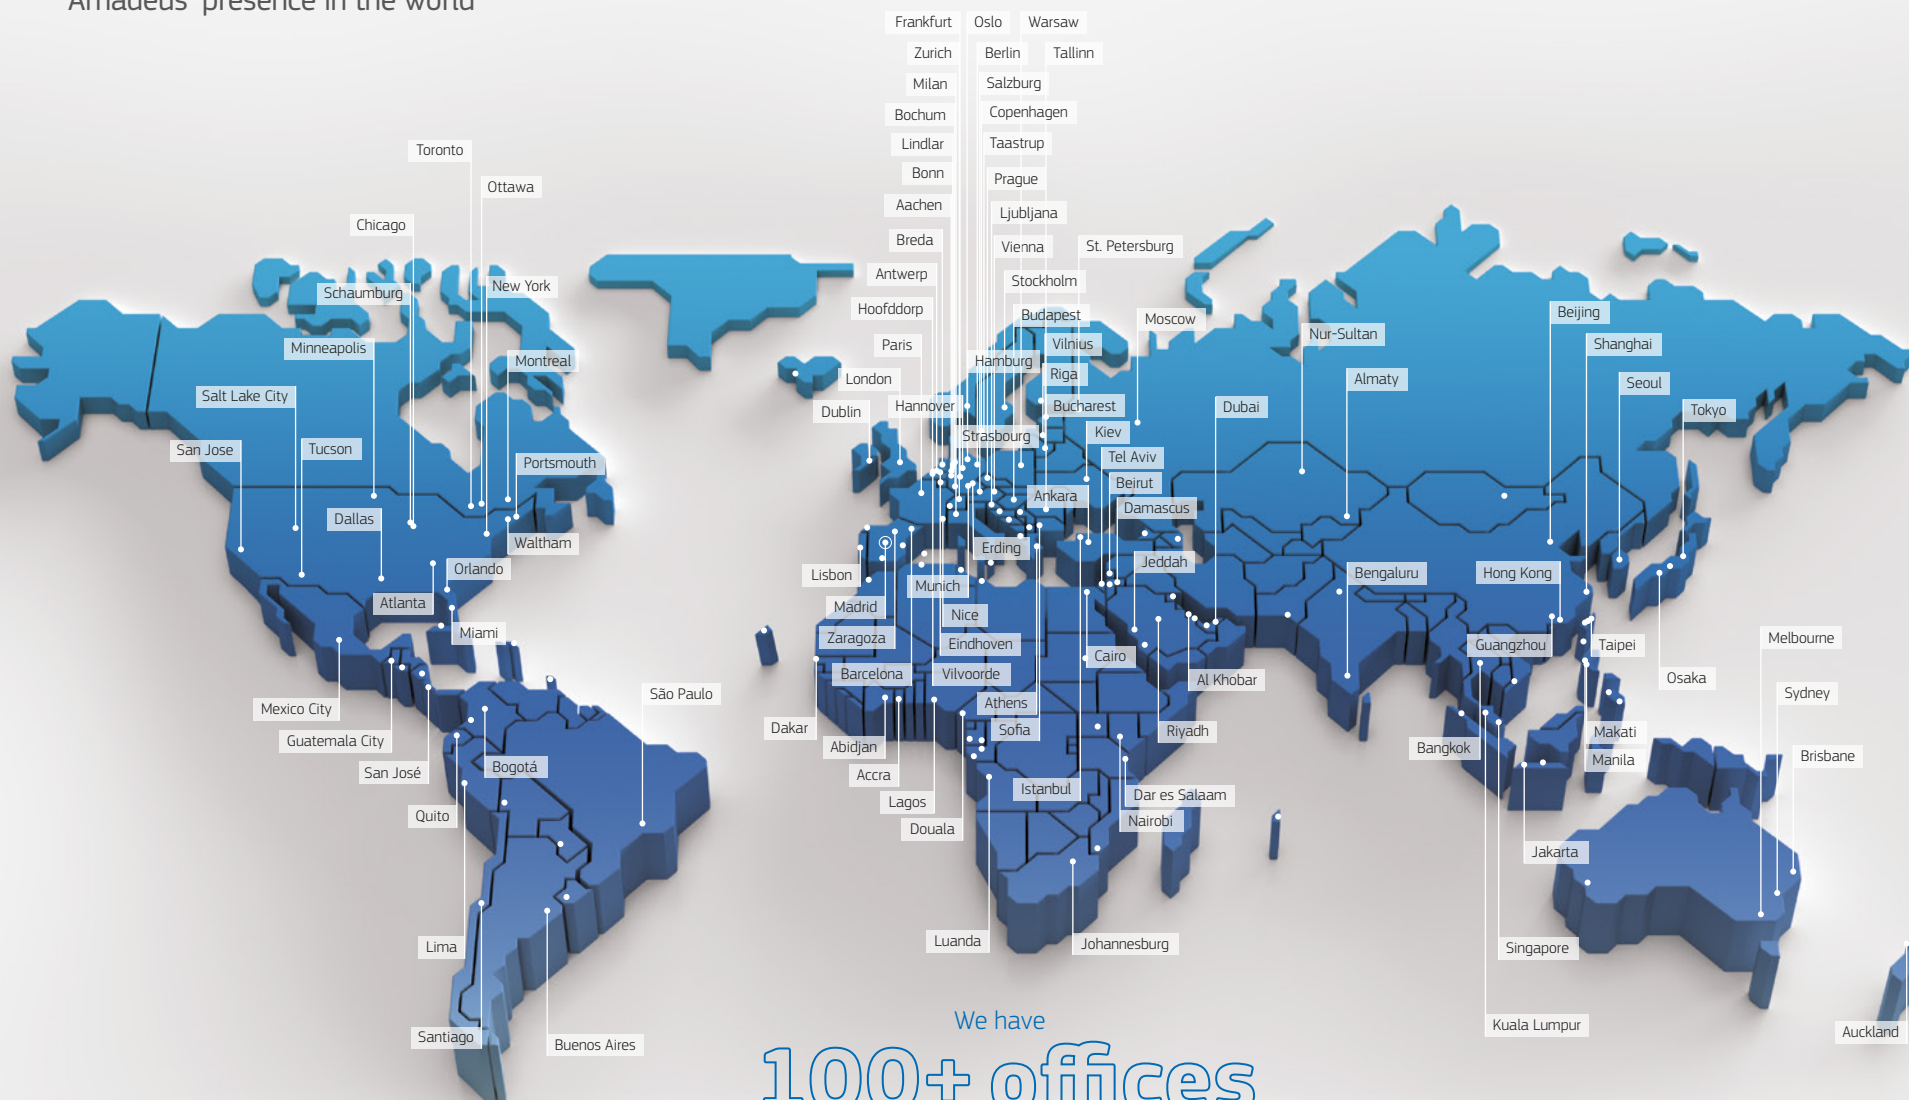 Amadeus' presence in the world
Frankfurt
Oslo
Warsaw
Zurich
Berlin
Tallinn
Milan
Salzburg
Bochum
Copenhagen
Lindlar
Taastrup
Toronto
Bonn
Prague
Ottawa
Aachen
Ljubljana
Chicago
Breda
Vienna
St. Petersburg
Antwerp
Stockholm
New York
Schaumburg
Hoofddorp
Budapest
Moscow
Beijing
Nur-Sultan
Paris
Vilnius
Shanghai
Minneapolis
Montreal
Hamburg
Riga
London
Almaty
Seoul
Salt Lake City
Dublin
Hannover
Bucharest
Dubai
Tokyo
Strasbourg
Kiev
San Jose
Tucson
Tel Aviv
Portsmouth
Beirut
Ankara
Damascus
Dallas
Waltham
Erding
Jeddah
Orlando
Lisbon
Munich
Bengaluru
Hong Kong
Atlanta
Madrid
Nice
Miami
Zaragoza
Eindhoven
Guangzhou
Taipei
Melbourne
Cairo
Barcelona
Vilvoorde
Al Khobar
Osaka
São Paulo
Sydney
Mexico City
Athens
Dakar
Sofia
Riyadh
Makati
Guatemala City
Abidjan
Bangkok
Manila
Brisbane
San José
Bogotá
Accra
Istanbul
Dar es Salaam
Quito
Lagos
Nairobi
Douala
Jakarta
Lima
Luanda
Johannesburg
Singapore
We have
Kuala Lumpur
Auckland
Santiago
Buenos Aires
100+ offices